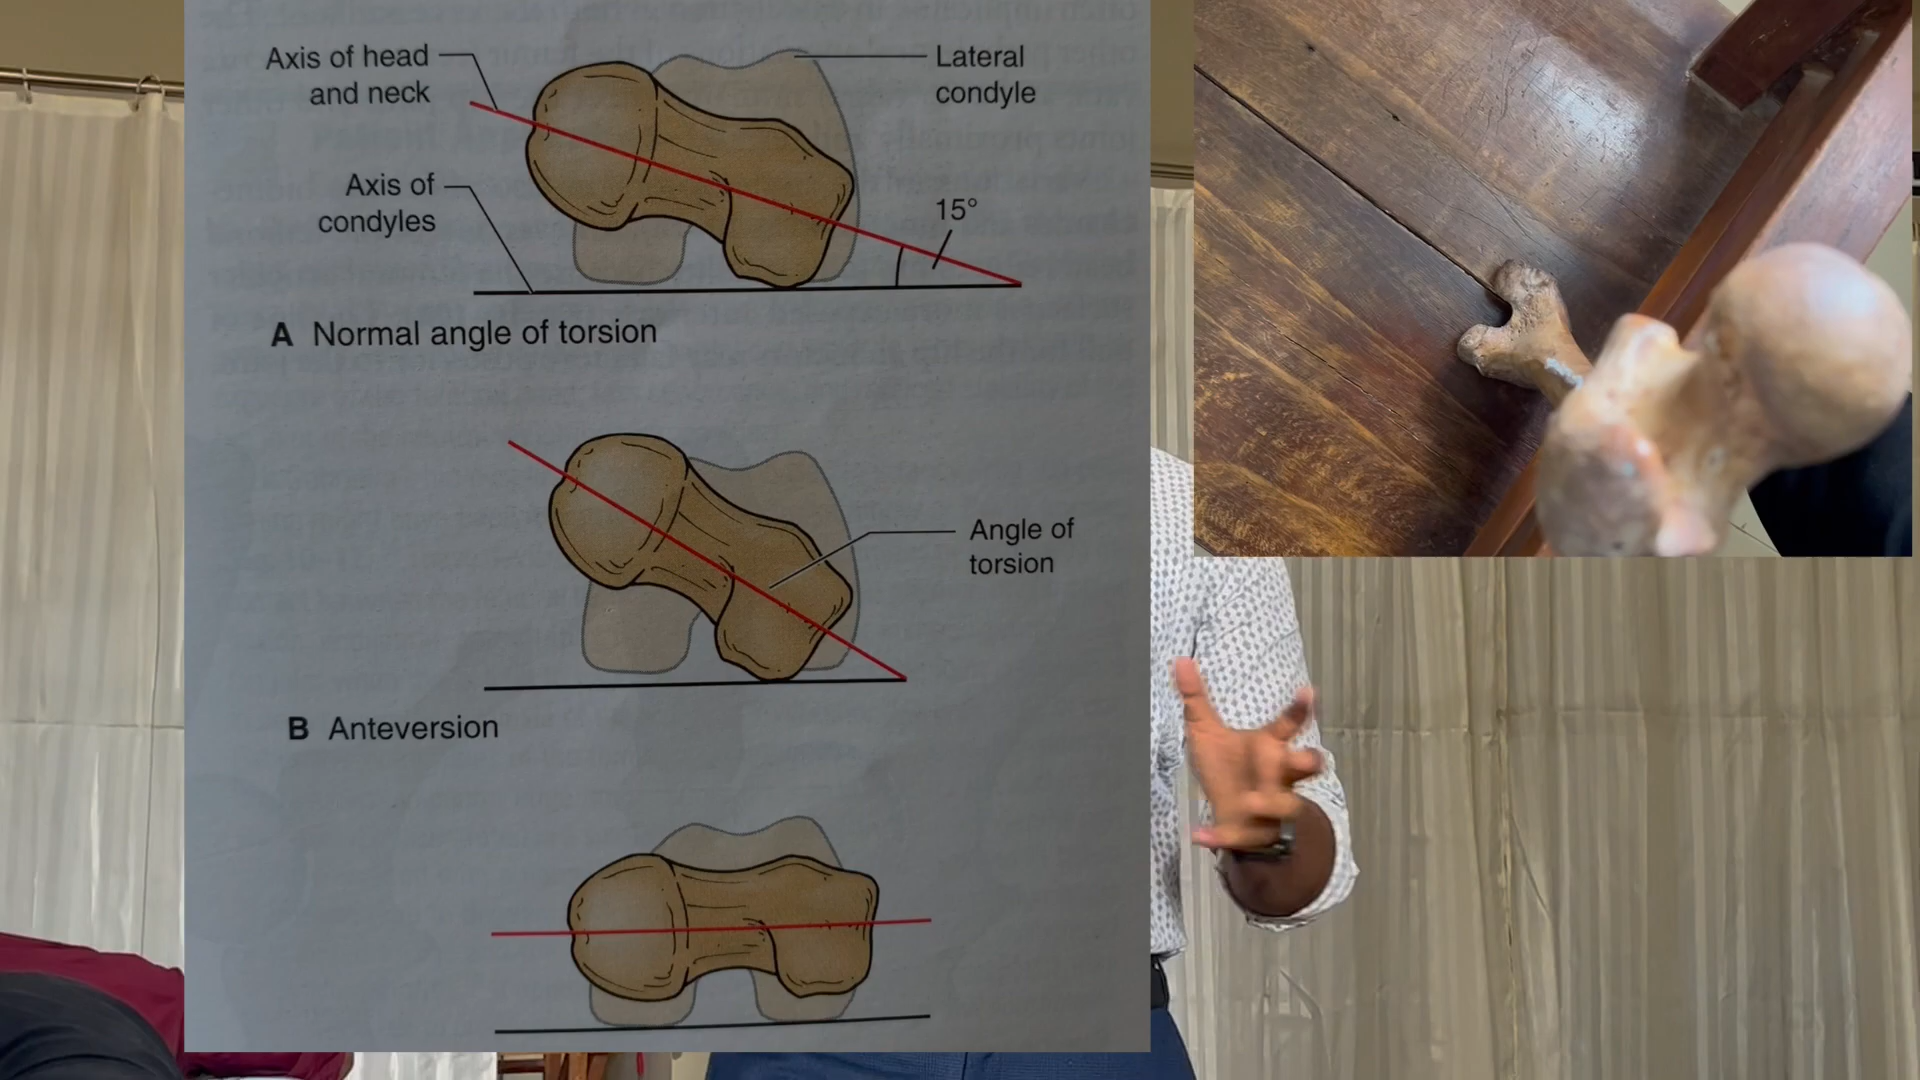 Axis of head
and neck
Lateral
condyle
Axis of
condyles
15°
A Normal angle of torsion
Angle of
torsion
B Anteversion